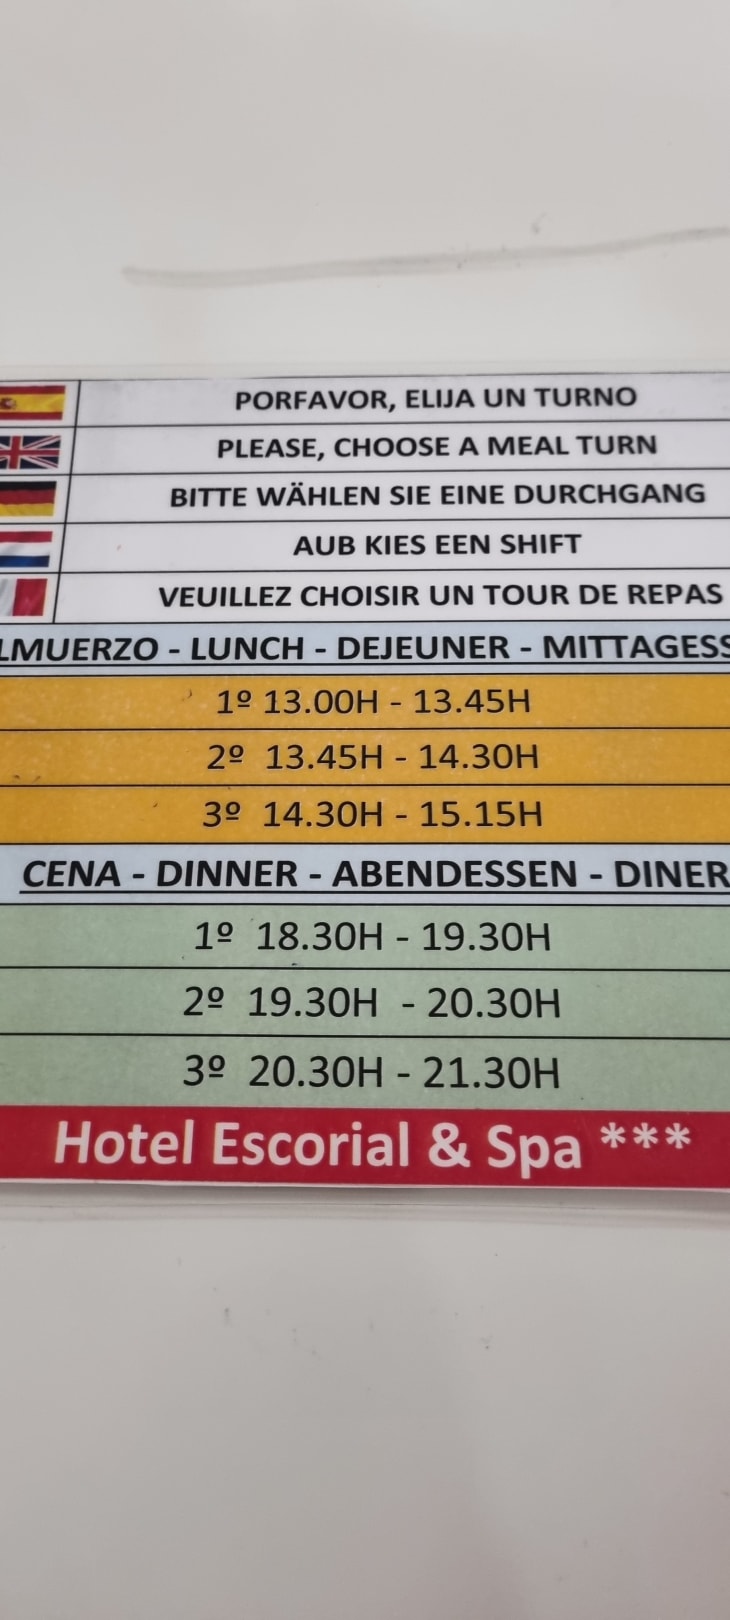 PORFAVOR, ELIJA UN TURNO
PLEASE, CHOOSE A MEAL TURN
BITTE WÄHLEN SIE EINE DURCHGANG
AUB KIES EEN SHIFT
VEUILLEZ CHOISIR UN TOUR DE REPAS
LMUERZO - LUNCH - DEJEUNER - MITTAGESS
1º 13.00H - 13.45H
2º 13.45H - 14.30H
3º 14.30H - 15.15H
CENA - DINNER - ABENDESSEN - DINER
1º 18.30H - 19.30H
2º 19.30H - 20.30H
3º 20.30H - 21.30H
Hotel Escorial & Spa ***